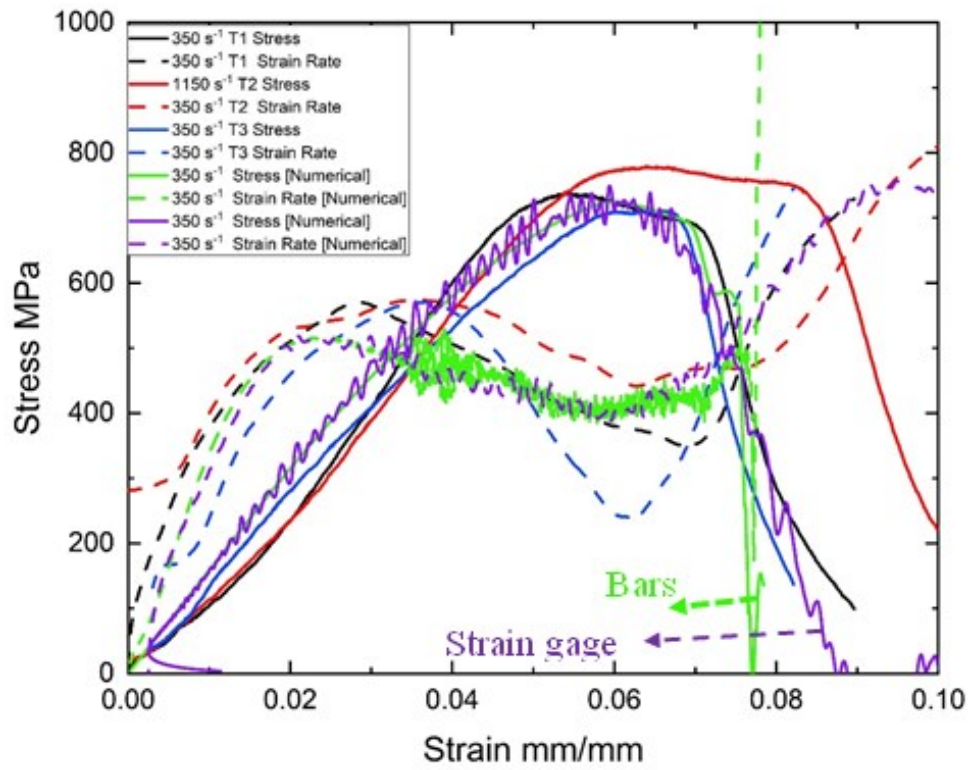 1000
800
600
400
200
0
Stress MPa
350 s⁻¹ T1 Stress
350 s⁻¹ T1 Strain Rate
1150 s⁻¹ T2 Stress
350 s⁻¹ T2 Strain Rate
350 s⁻¹ T3 Stress
350 s⁻¹ T3 Strain Rate
350 s⁻¹ Stress [Numerical]
350 s⁻¹ Strain Rate [Numerical]
350 s⁻¹ Stress [Numerical]
350 s⁻¹ Strain Rate [Numerical]
Bars
Strain gage
0.00 0.02 0.04 0.06 0.08 0.10
Strain mm/mm